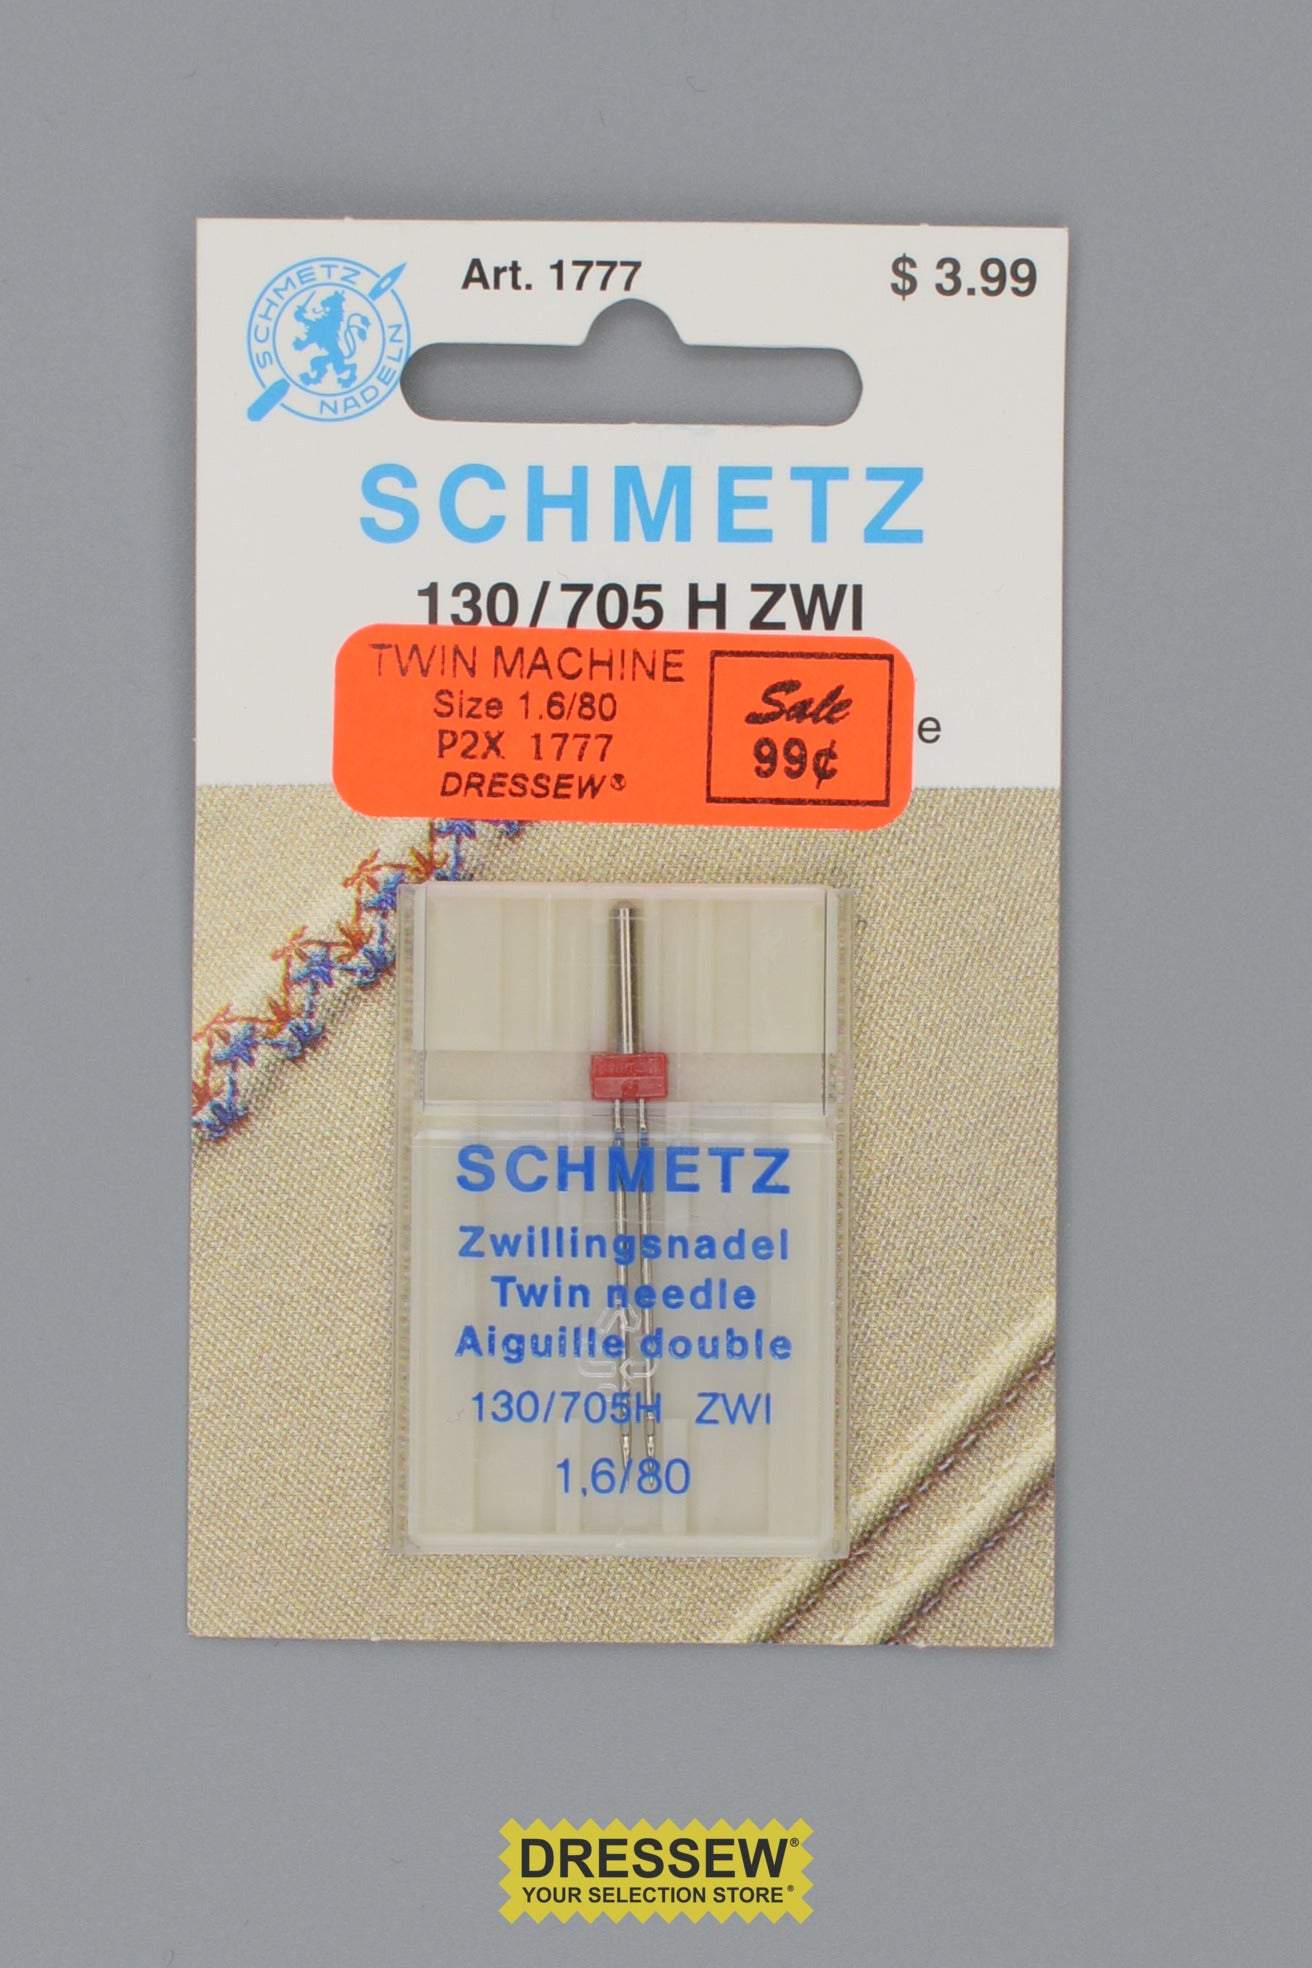 Art. 1777
$ 3.99
SCHMETZ
NADELN
SCHMETZ
130/705 H ZWI
TWIN MACHINE
Size 1.6/80
P2X 1777
DRESSEW®
Sale
99¢
e
SCHMETZ
Zwillingsnadel
Twin needle
Aiguille double
130/705H ZWI
1,6/80
DRESSEW®
YOUR SELECTION STORE®